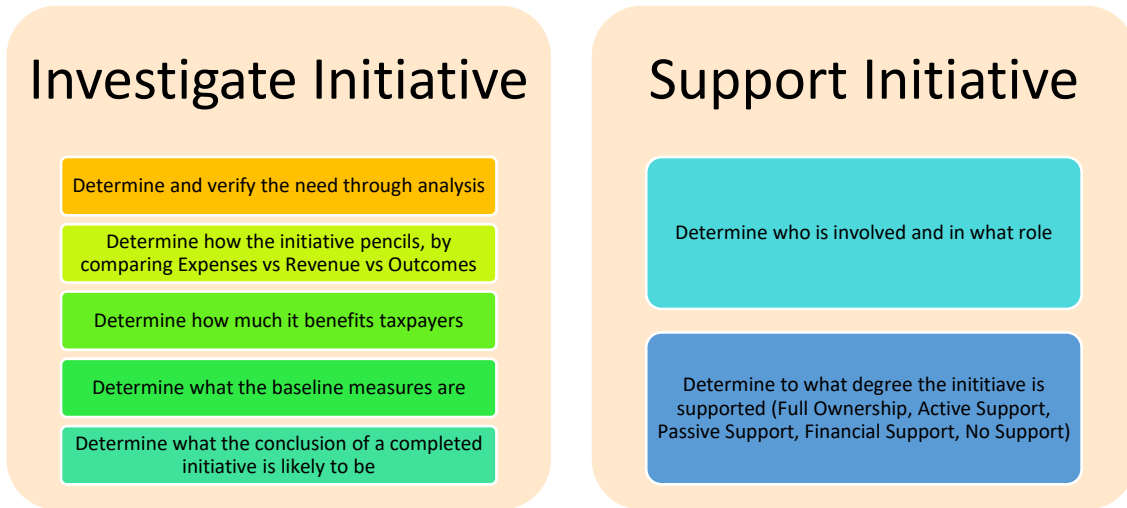 Investigate Initiative
Determine and verify the need through analysis
Determine how the initiative pencils, by
comparing Expenses vs Revenue vs Outcomes
Determine how much it benefits taxpayers
Determine what the baseline measures are
Determine what the conclusion of a completed
initiative is likely to be
Support Initiative
Determine who is involved and in what role
Determine to what degree the inititiave is
supported (Full Ownership, Active Support,
Passive Support, Financial Support, No Support)